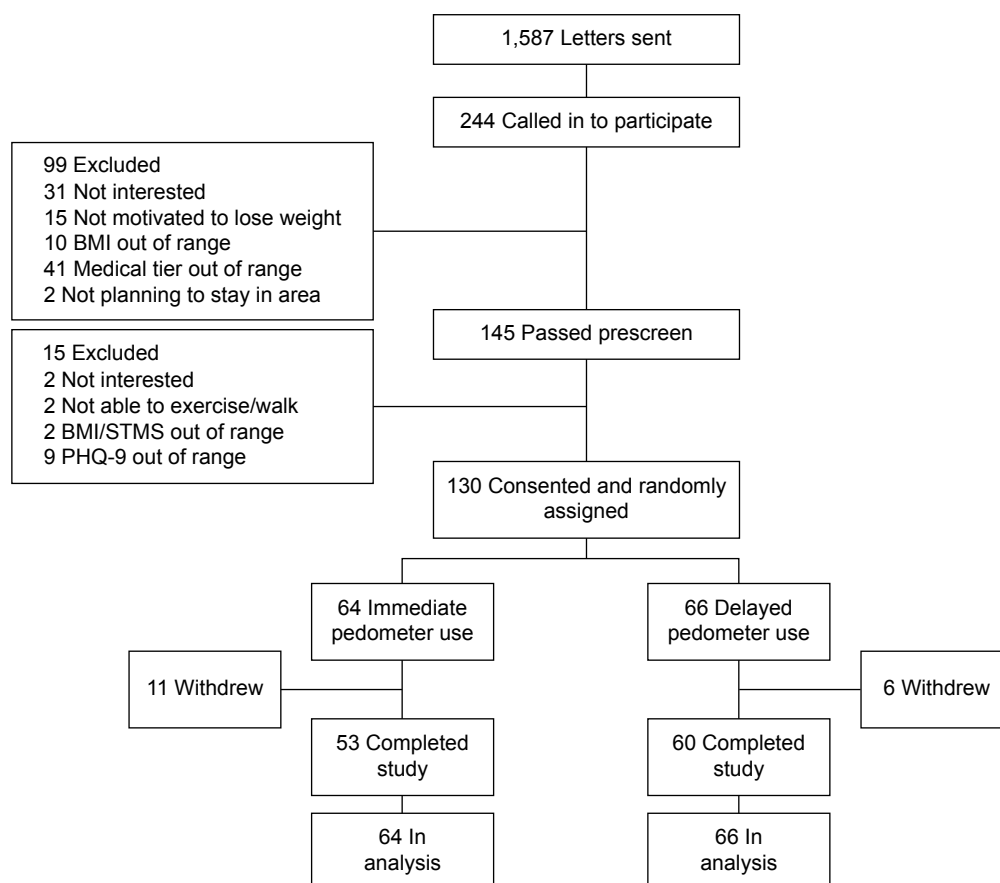 1,587 Letters sent
244 Called in to participate
99 Excluded
31 Not interested
15 Not motivated to lose weight
10 BMI out of range
41 Medical tier out of range
2 Not planning to stay in area
145 Passed prescreen
15 Excluded
2 Not interested
2 Not able to exercise/walk
2 BMI/STMS out of range
9 PHQ-9 out of range
130 Consented and randomly
assigned
64 Immediate
pedometer use
66 Delayed
pedometer use
11 Withdrew
6 Withdrew
53 Completed
study
60 Completed
study
64 In
analysis
66 In
analysis